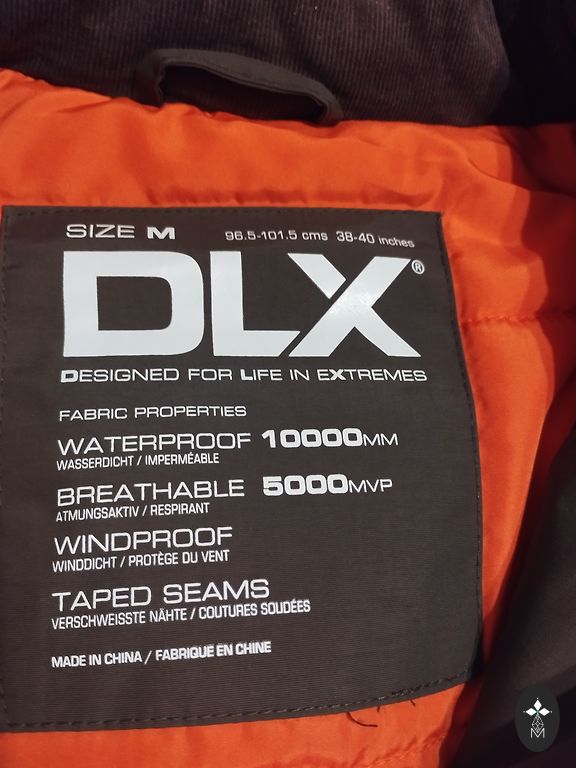 SIZE M 96.5-101.5 cms 38-40 inches
DLX®
DESIGNED FOR LIFE IN EXTREMES
FABRIC PROPERTIES
WATERPROOF 10000MM
WASSERDICHT / IMPERMÉABLE
BREATHABLE 5000MVP
ATMUNGSAKTIV / RESPIRANT
WINDPROOF
WINDDICHT / PROTÈGE DU VENT
TAPED SEAMS
VERSCHWEISSTE NÄHTE / COUTURES SOUDÉES
MADE IN CHINA / FABRIQUE EN CHINE
M